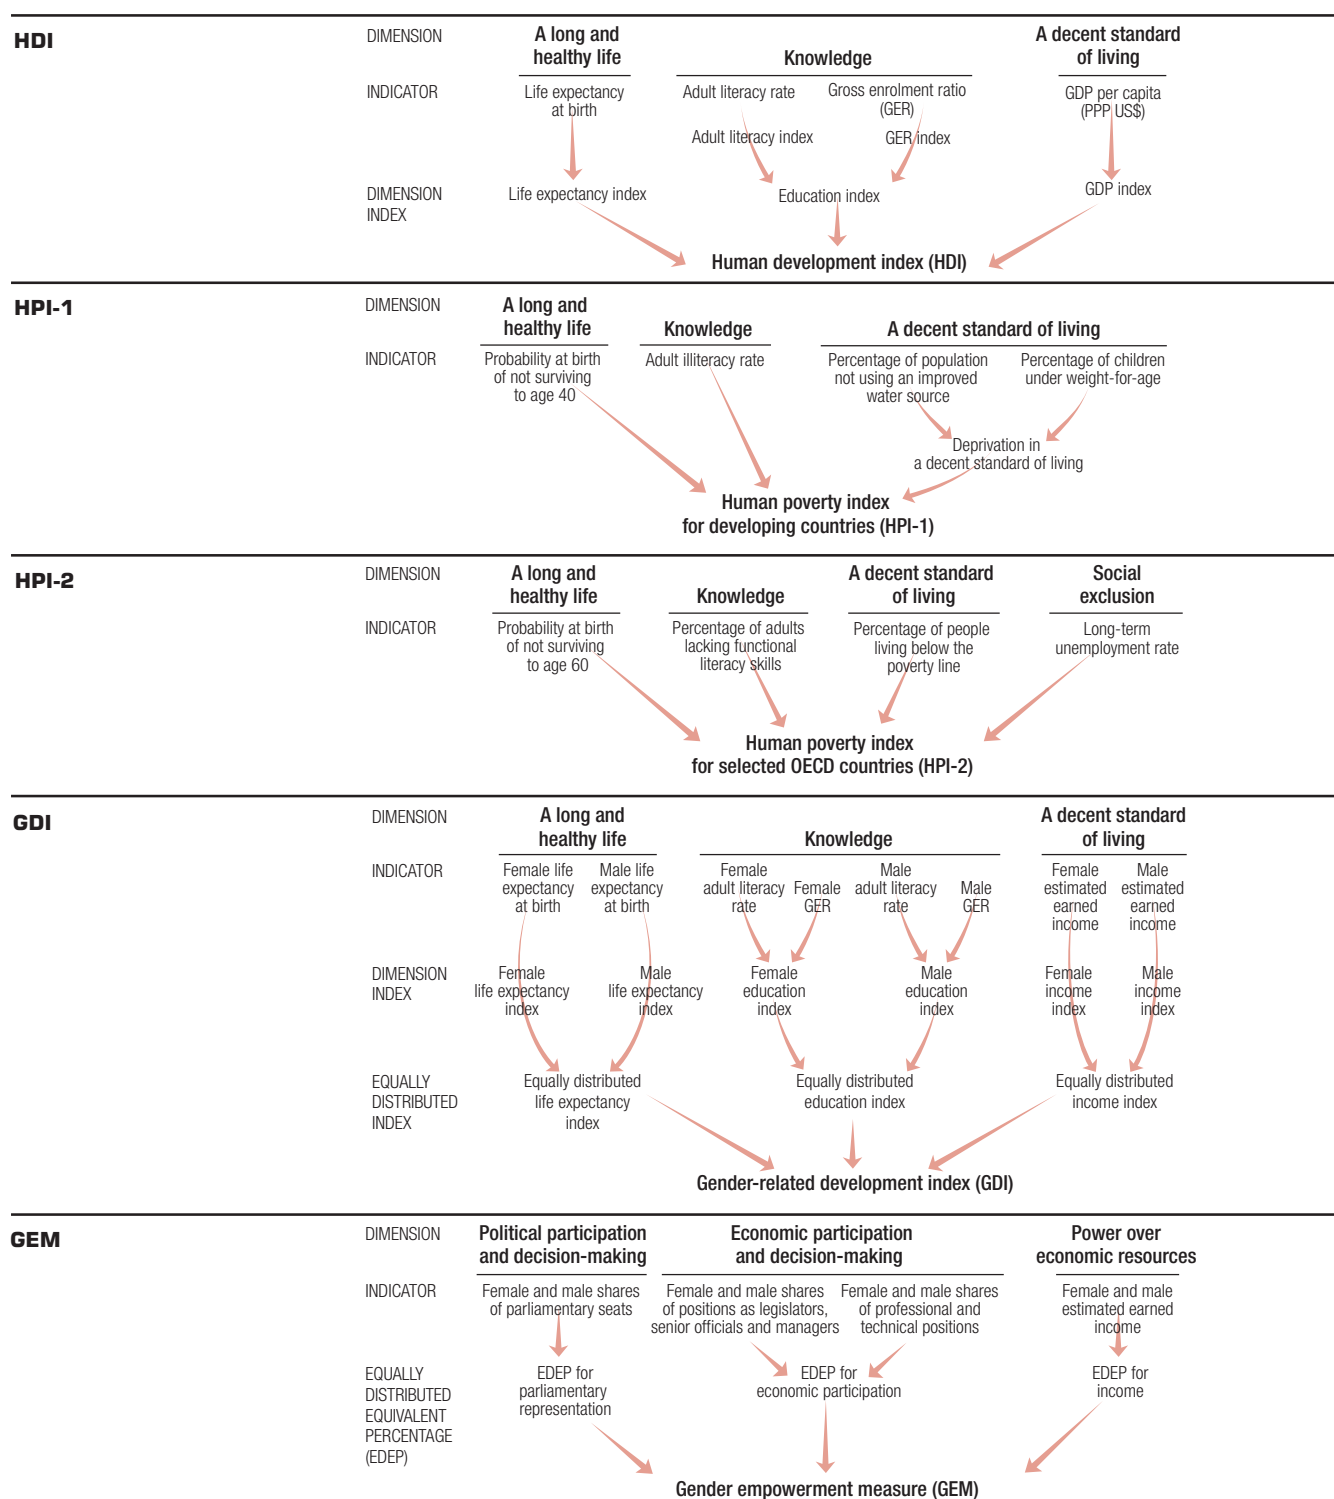 HDI
DIMENSION
A long and
healthy life
Knowledge
A decent standard
of living
INDICATOR
Life expectancy
at birth
Adult literacy rate
Gross enrolment ratio
(GER)
GDP per capita
(PPP US$)
Adult literacy index
GER index
DIMENSION
INDEX
Life expectancy index
Education index
GDP index
Human development index (HDI)
HPI-1
DIMENSION
A long and
healthy life
Knowledge
A decent standard of living
INDICATOR
Probability at birth
of not surviving
to age 40
Adult illiteracy rate
Percentage of population
not using an improved
water source
Percentage of children
under weight-for-age
Deprivation in
a decent standard of living
Human poverty index
for developing countries (HPI-1)
HPI-2
DIMENSION
A long and
healthy life
Knowledge
A decent standard
of living
Social
exclusion
INDICATOR
Probability at birth
of not surviving
to age 60
Percentage of adults
lacking functional
literacy skills
Percentage of people
living below the
poverty line
Long-term
unemployment rate
Human poverty index
for selected OECD countries (HPI-2)
GDI
DIMENSION
A long and
healthy life
Knowledge
A decent standard
of living
INDICATOR
Female life
expectancy
at birth
Male life
expectancy
at birth
Female
adult literacy
rate
Female
GER
Male
adult literacy
rate
Male
GER
Female
estimated
earned
income
Male
estimated
earned
income
DIMENSION
INDEX
Female
life expectancy
index
Male
life expectancy
index
Female
education
index
Male
education
index
Female
income
index
Male
income
index
EQUALLY
DISTRIBUTED
INDEX
Equally distributed
life expectancy
index
Equally distributed
education index
Equally distributed
income index
Gender-related development index (GDI)
GEM
DIMENSION
Political participation
and decision-making
Economic participation
and decision-making
Power over
economic resources
INDICATOR
Female and male shares
of parliamentary seats
Female and male shares
of positions as legislators,
senior officials and managers
Female and male shares
of professional and
technical positions
Female and male
estimated earned
income
EQUALLY
DISTRIBUTED
EQUIVALENT
PERCENTAGE
(EDEP)
EDEP for
parliamentary
representation
EDEP for
economic participation
EDEP for
income
Gender empowerment measure (GEM)